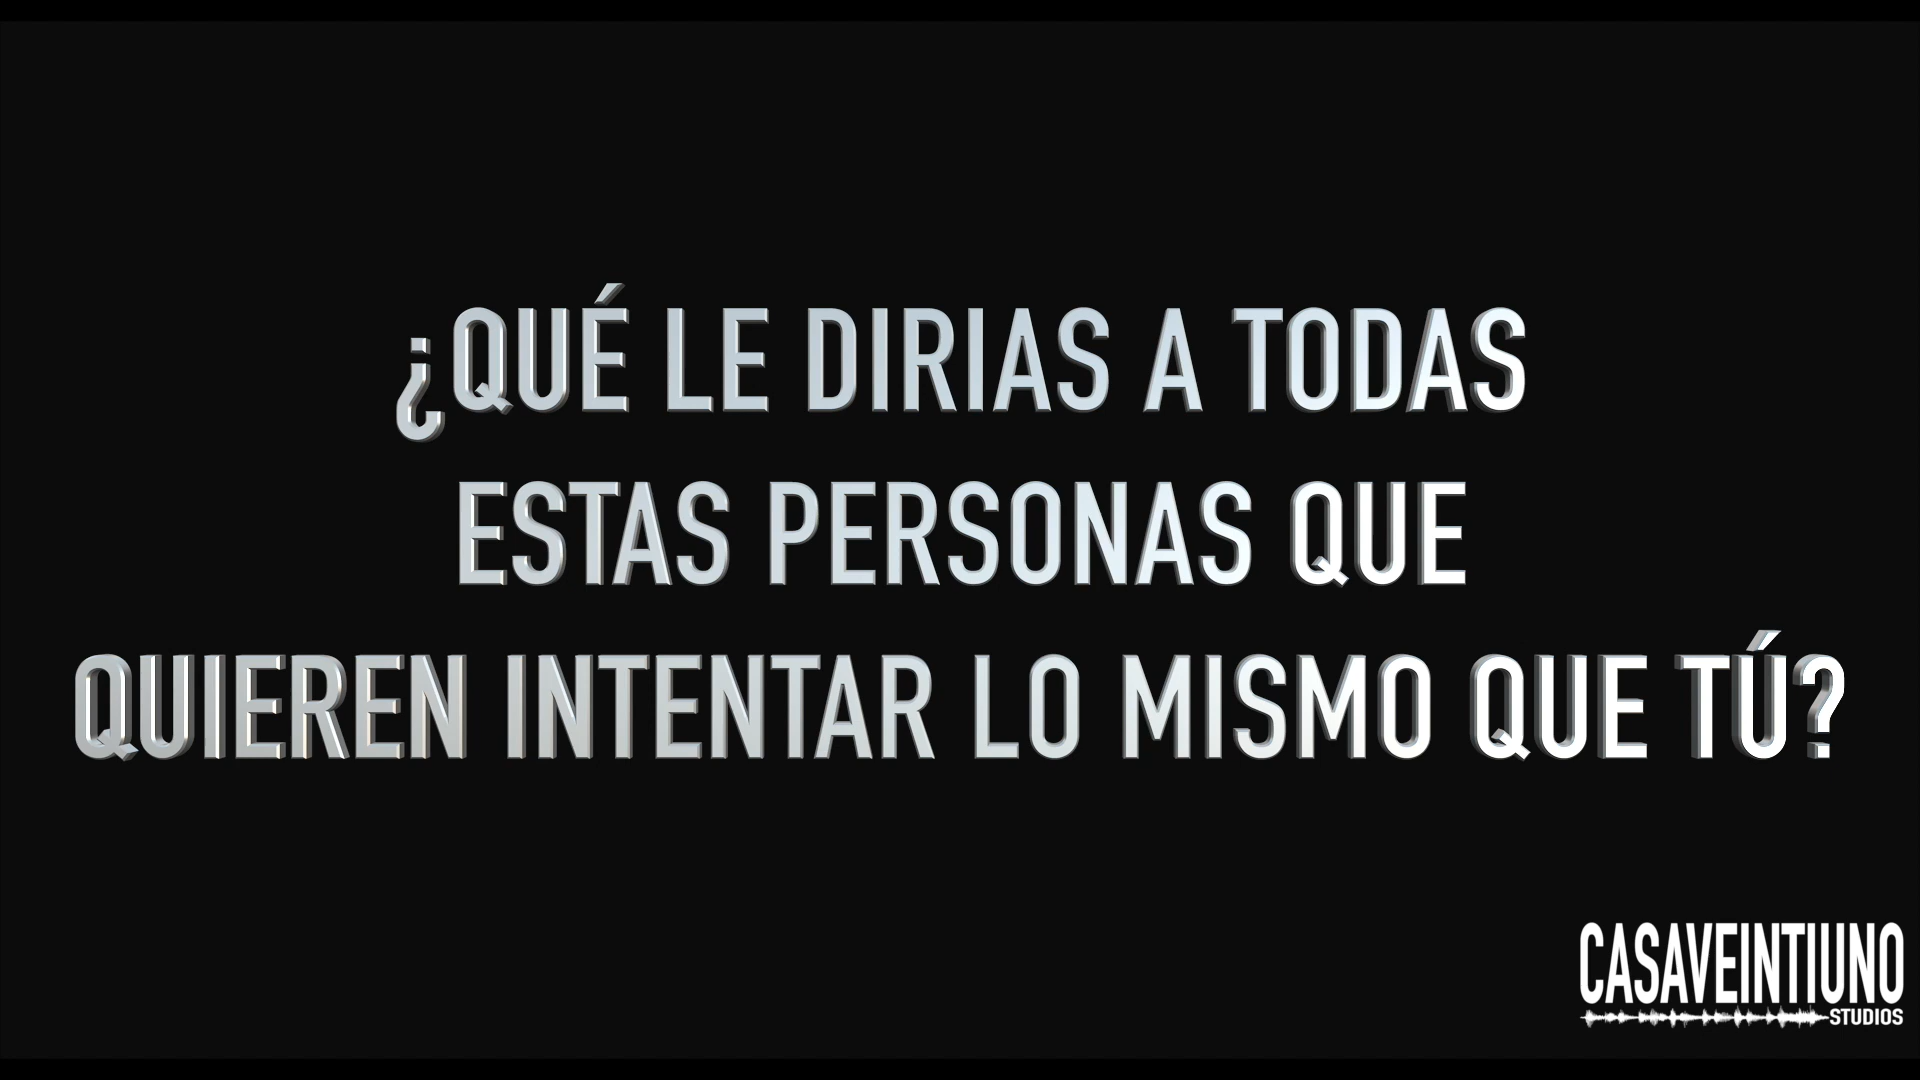 ¿QUÉ LE DIRIAS A TODAS
ESTAS PERSONAS QUE
QUIEREN INTENTAR LO MISMO QUE TÚ?
CASAVEINTIUNO
STUDIOS